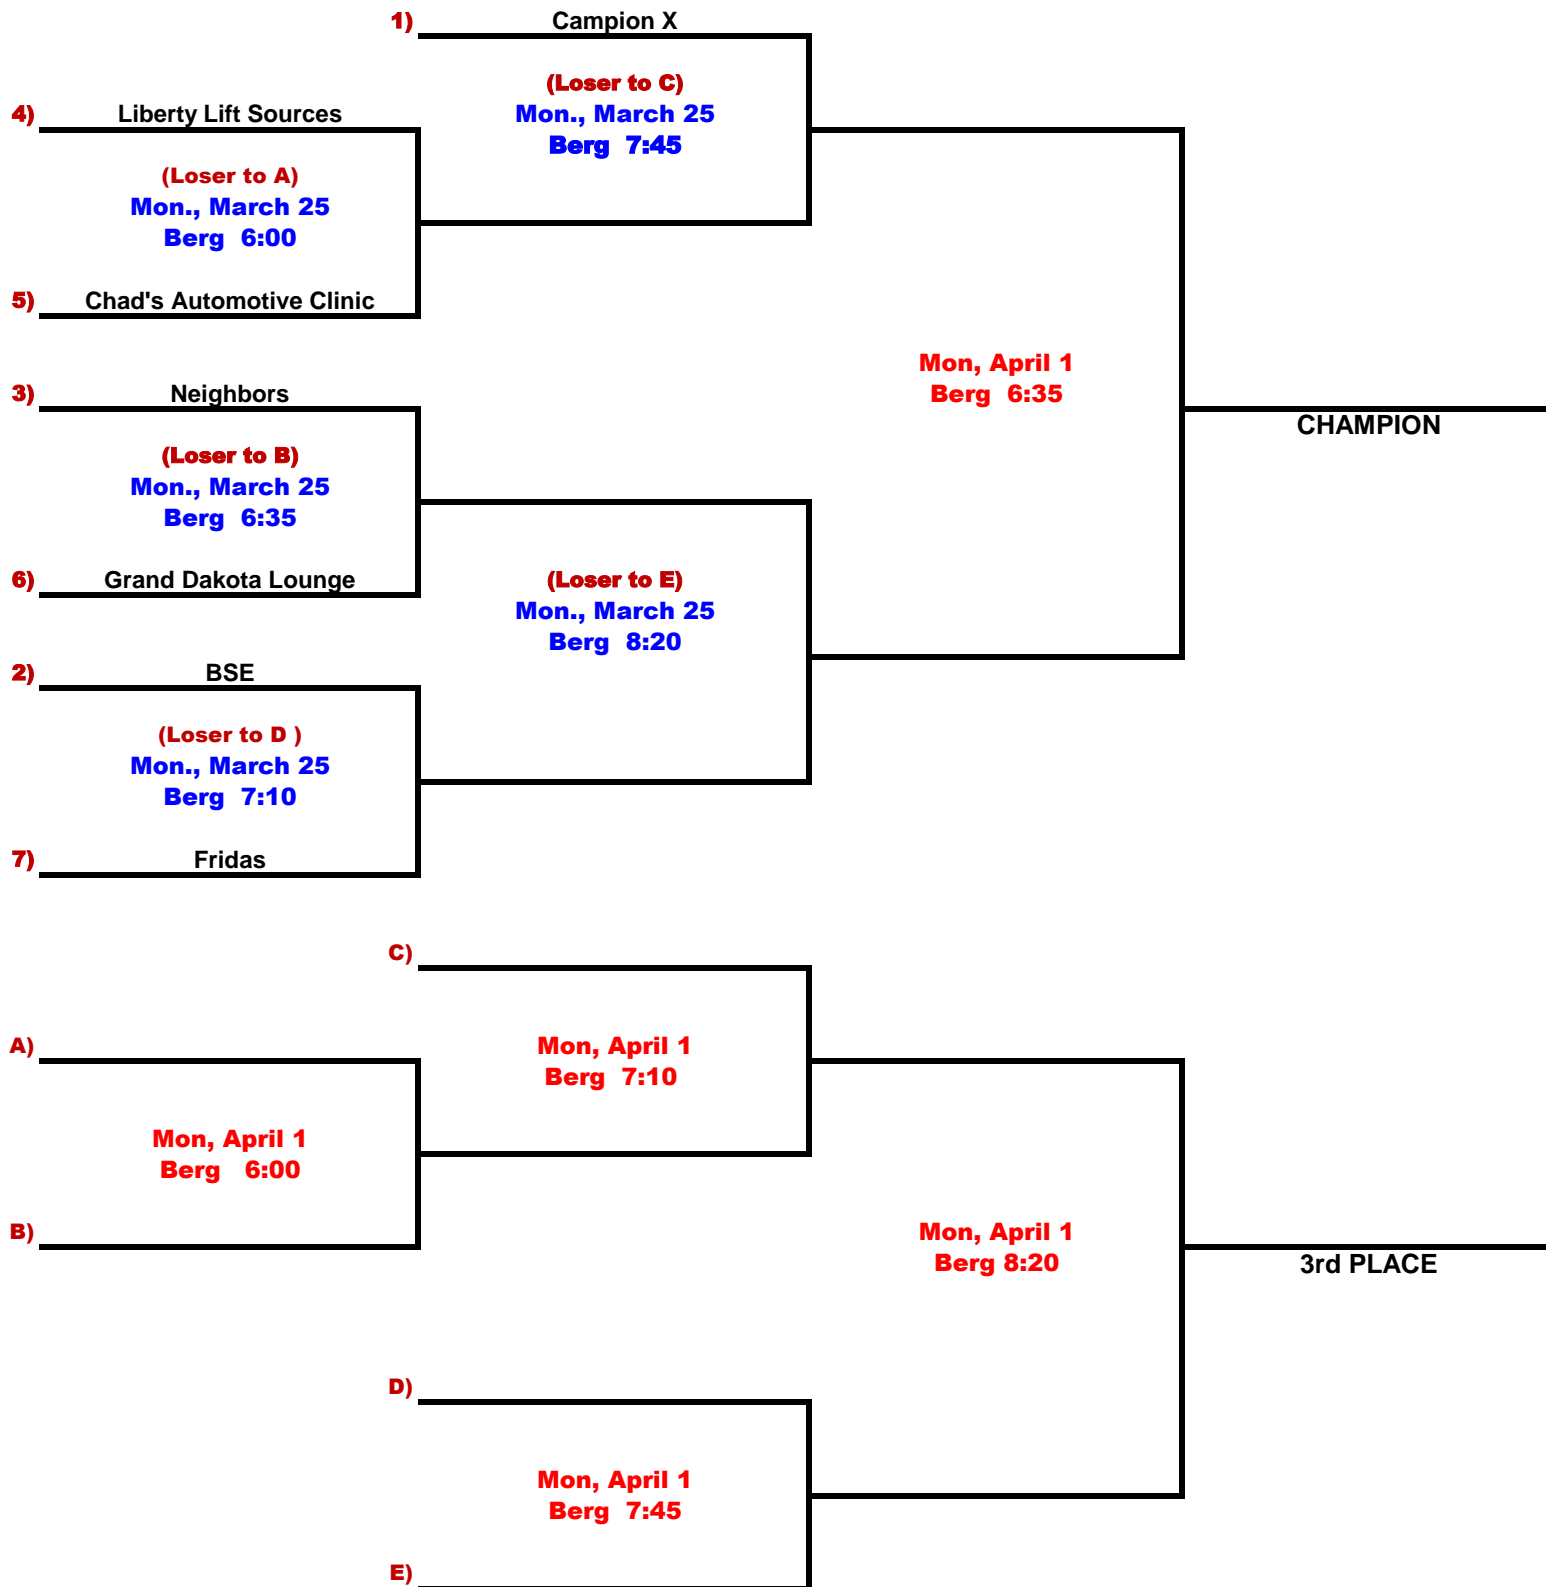 1) Campion X
(Loser to C)
Mon., March 25
Berg 7:45
4) Liberty Lift Sources
(Loser to A)
Mon., March 25
Berg 6:00
5) Chad's Automotive Clinic
Mon, April 1
Berg 6:35
CHAMPION
3) Neighbors
(Loser to B)
Mon., March 25
Berg 6:35
6) Grand Dakota Lounge
(Loser to E)
Mon., March 25
Berg 8:20
2) BSE
(Loser to D )
Mon., March 25
Berg 7:10
7) Fridas
C)
Mon, April 1
Berg 7:10
A)
Mon, April 1
Berg 6:00
B)
Mon, April 1
Berg 8:20
3rd PLACE
D)
Mon, April 1
Berg 7:45
E)